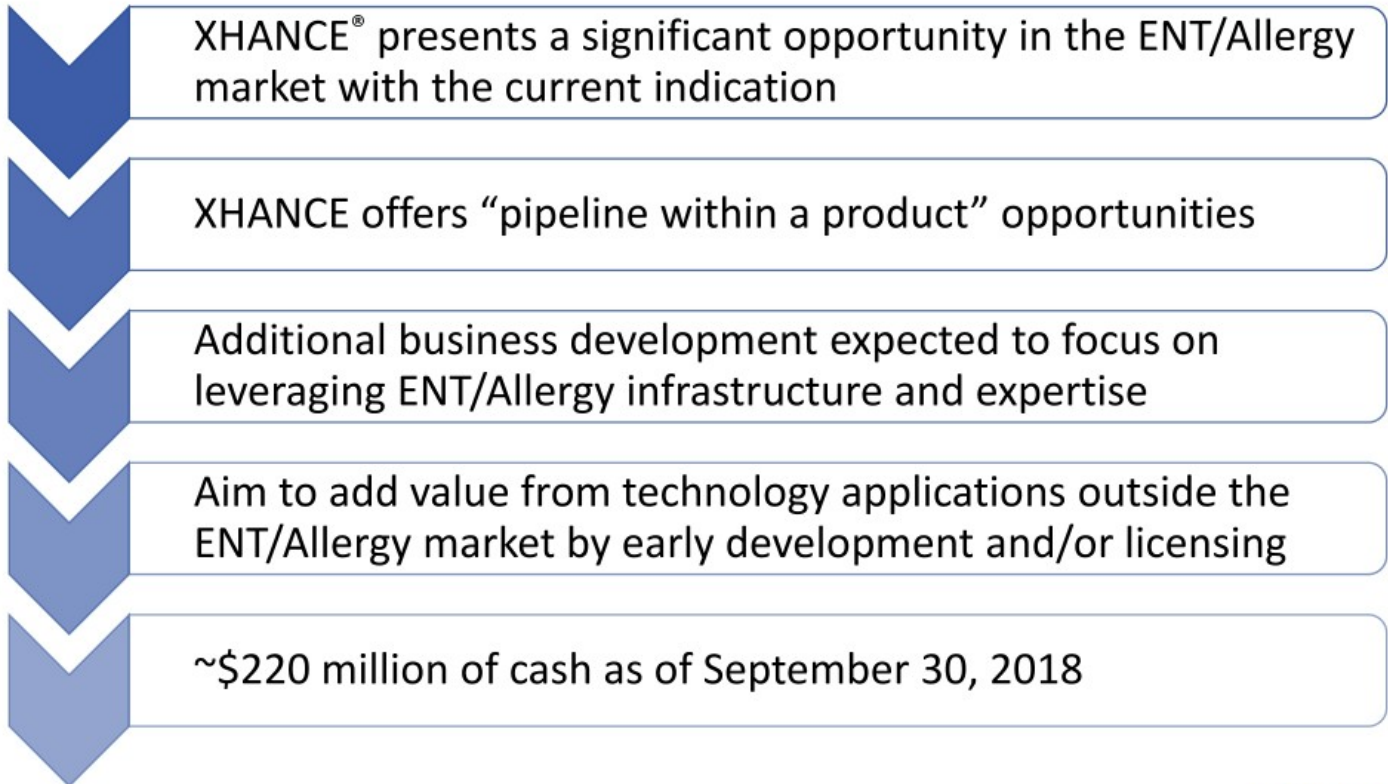 XHANCE® presents a significant opportunity in the ENT/Allergy
market with the current indication
XHANCE offers “pipeline within a product” opportunities
Additional business development expected to focus on
leveraging ENT/Allergy infrastructure and expertise
Aim to add value from technology applications outside the
ENT/Allergy market by early development and/or licensing
~$220 million of cash as of September 30, 2018